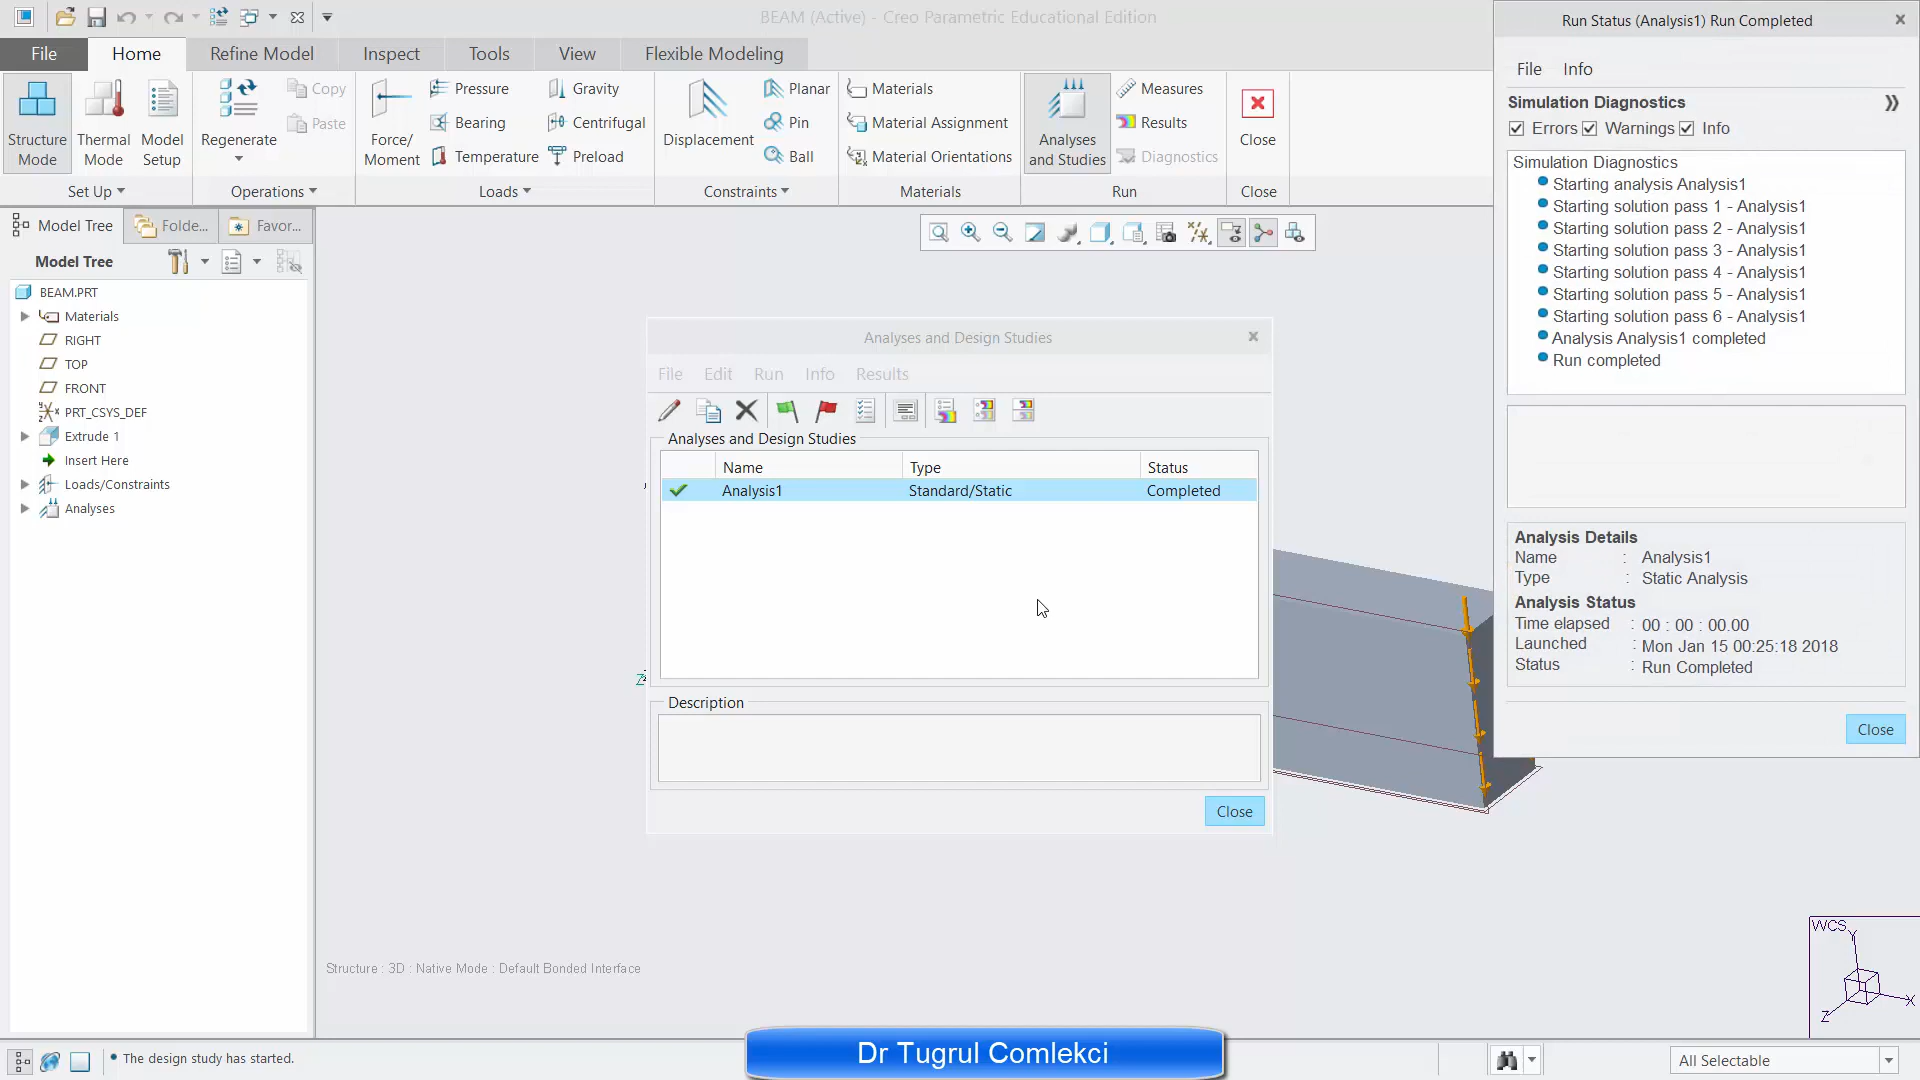 BEAM (Active) - Creo Parametric Educational Edition
File Home Refine Model Inspect Tools View Flexible Modeling
Structure Mode
Thermal Mode
Model Setup
Set Up
Regenerate
Copy
Paste
Operations
Force/Moment
Pressure
Bearing
Temperature
Gravity
Centrifugal
Preload
Loads
Displacement
Planar
Pin
Ball
Constraints
Materials
Material Assignment
Material Orientations
Materials
Analyses and Studies
Measures
Results
Diagnostics
Run
Close
Close
Model Tree Folde... Favor...
Model Tree
BEAM.PRT
Materials
RIGHT
TOP
FRONT
PRT_CSYS_DEF
Extrude 1
Insert Here
Loads/Constraints
Analyses
Analyses and Design Studies
File Edit Run Info Results
Analyses and Design Studies
Name Type Status
Analysis1 Standard/Static Completed
Description
Close
Run Status (Analysis1) Run Completed
File Info
Simulation Diagnostics
Errors Warnings Info
Simulation Diagnostics
Starting analysis Analysis1
Starting solution pass 1 - Analysis1
Starting solution pass 2 - Analysis1
Starting solution pass 3 - Analysis1
Starting solution pass 4 - Analysis1
Starting solution pass 5 - Analysis1
Starting solution pass 6 - Analysis1
Analysis Analysis1 completed
Run completed
Analysis Details
Name : Analysis1
Type : Static Analysis
Analysis Status
Time elapsed : 00 : 00 : 00.00
Launched : Mon Jan 15 00:25:18 2018
Status : Run Completed
Close
Structure : 3D : Native Mode : Default Bonded Interface
WCS
Y
X
Z
The design study has started.
Dr Tugrul Comlekci
All Selectable